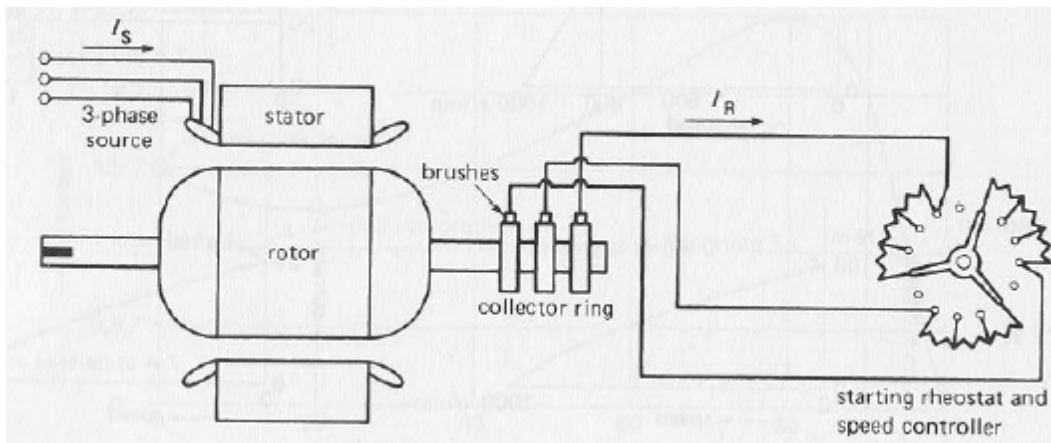 I_S
3-phase
source
stator
I_R
brushes
rotor
collector ring
starting rheostat and
speed controller